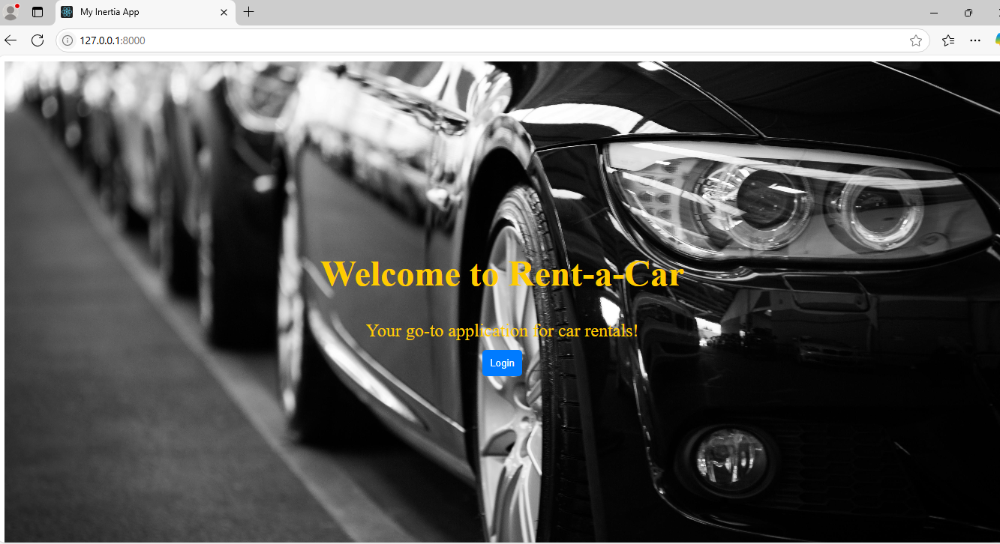 My Inertia App
127.0.0.1:8000
Welcome to Rent-a-Car
Your go-to application for car rentals!
Login